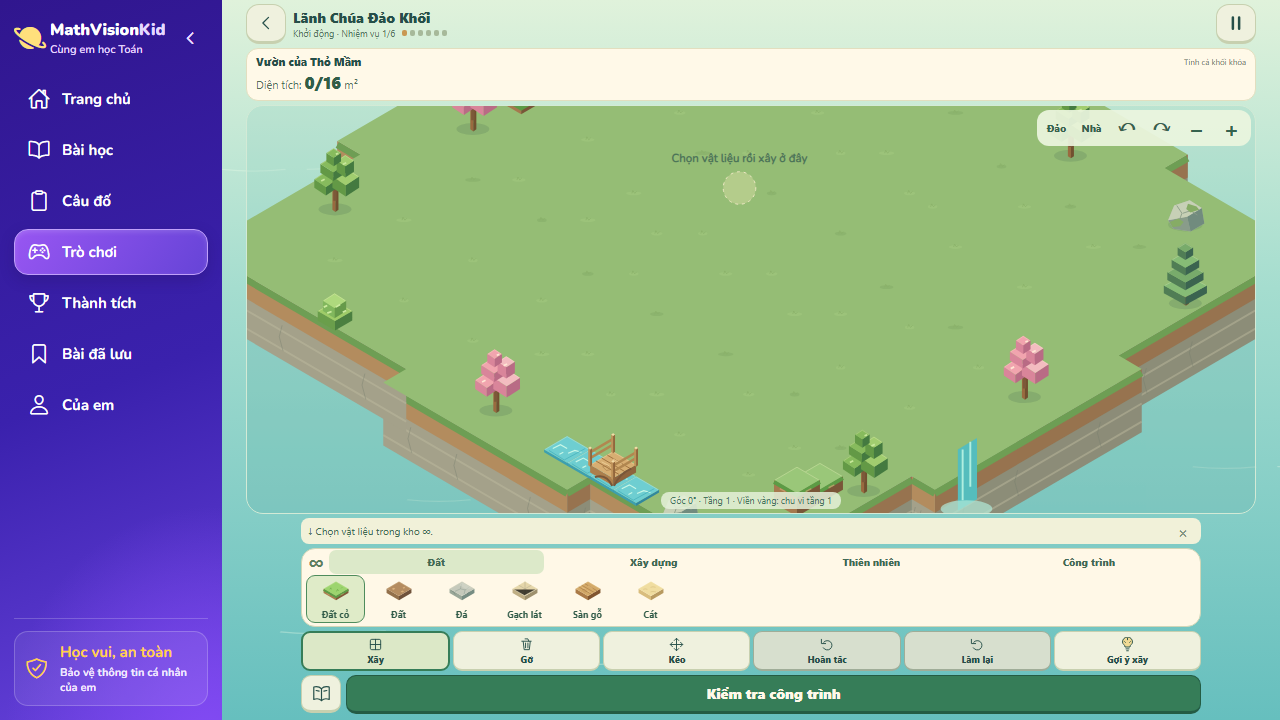 MathVisionKid
Cùng em học Toán
Trang chủ
Bài học
Câu đố
Trò chơi
Thành tích
Bài đã lưu
Của em
Học vui, an toàn
Bảo vệ thông tin cá nhân
của em
Lãnh Chúa Đảo Khối
Khởi động · Nhiệm vụ 1/6
Vườn của Thỏ Mầm
Tính cả khối khóa
Diện tích: 0/16 m²
Đảo Nhà
Chọn vật liệu rồi xây ở đây
Góc 0° · Tầng 1 · Viền vàng: chu vi tầng 1
↓ Chọn vật liệu trong kho ∞.
∞ Đất Xây dựng Thiên nhiên Công trình
Đất cỏ Đất Đá Gạch lát Sàn gỗ Cát
Xây Gỡ Kéo Hoàn tác Làm lại Gợi ý xây
Kiểm tra công trình